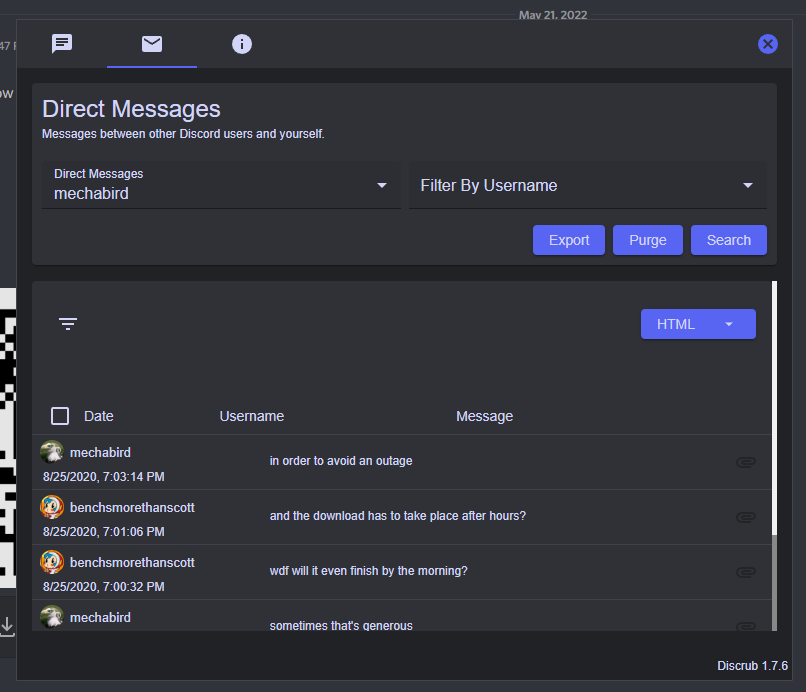 May 21, 2022
47
ow
Direct Messages
Messages between other Discord users and yourself.
Direct Messages
mechabird
Filter By Username
Export Purge Search
HTML
Date Username Message
mechabird
in order to avoid an outage
8/25/2020, 7:03:14 PM
benchsmorethanscott
and the download has to take place after hours?
8/25/2020, 7:01:06 PM
benchsmorethanscott
wdf will it even finish by the morning?
8/25/2020, 7:00:32 PM
mechabird
sometimes that's generous
Discrub 1.7.6